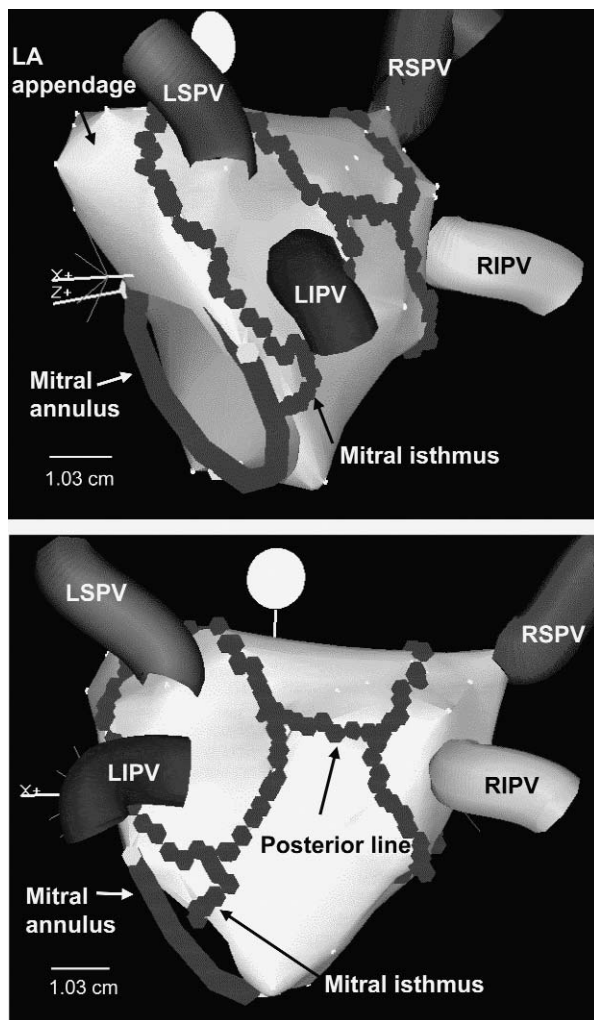 LA
appendage
LSPV
RSPV
X+
Z+
LIPV
RIPV
Mitral
annulus
Mitral isthmus
1.03 cm
LSPV
RSPV
LIPV
X+
RIPV
Posterior line
Mitral
annulus
Mitral isthmus
1.03 cm